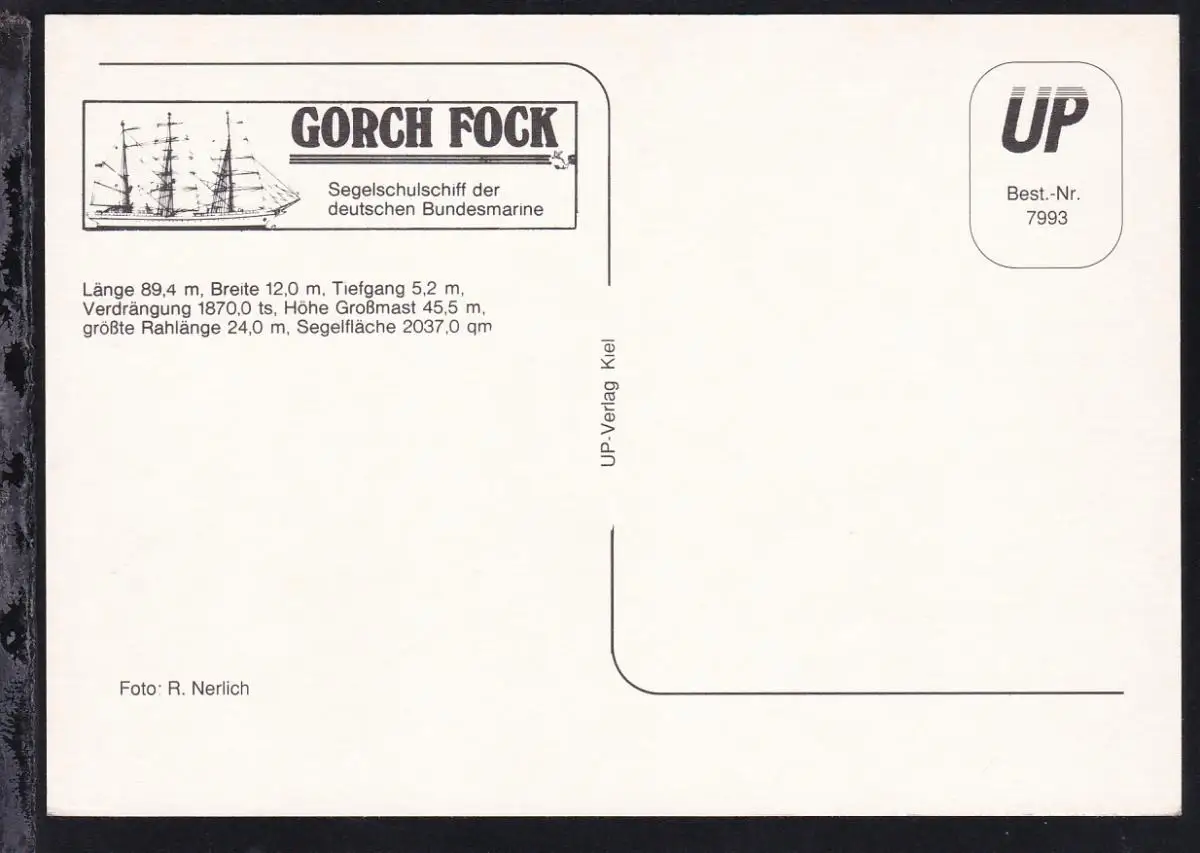 GORCH FOCK
Segelschulschiff der
deutschen Bundesmarine
Länge 89,4 m, Breite 12,0 m, Tiefgang 5,2 m,
Verdrängung 1870,0 ts, Höhe Großmast 45,5 m,
größte Rahlänge 24,0 m, Segelfläche 2037,0 qm
Foto: R. Nerlich
UP-Verlag Kiel
UP
Best.-Nr.
7993